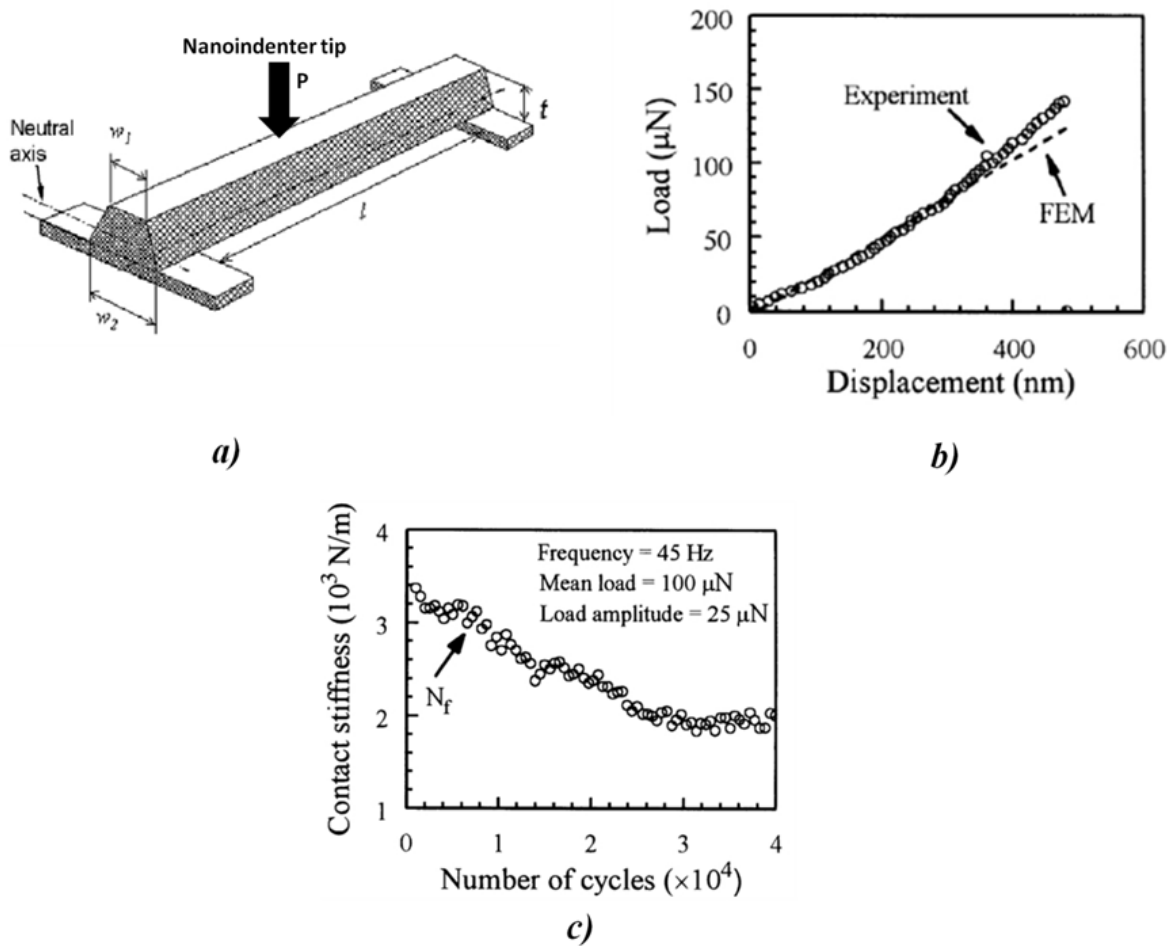 Nanoindenter tip
P
Neutral
axis
w₁
t
l
w₂
a)
200
150
100
50
0
Load (μN)
Experiment
FEM
0 200 400 600
Displacement (nm)
b)
4
3
2
1
Contact stiffness (10³ N/m)
Frequency = 45 Hz
Mean load = 100 μN
Load amplitude = 25 μN
N_f
0 1 2 3 4
Number of cycles (×10⁴)
c)